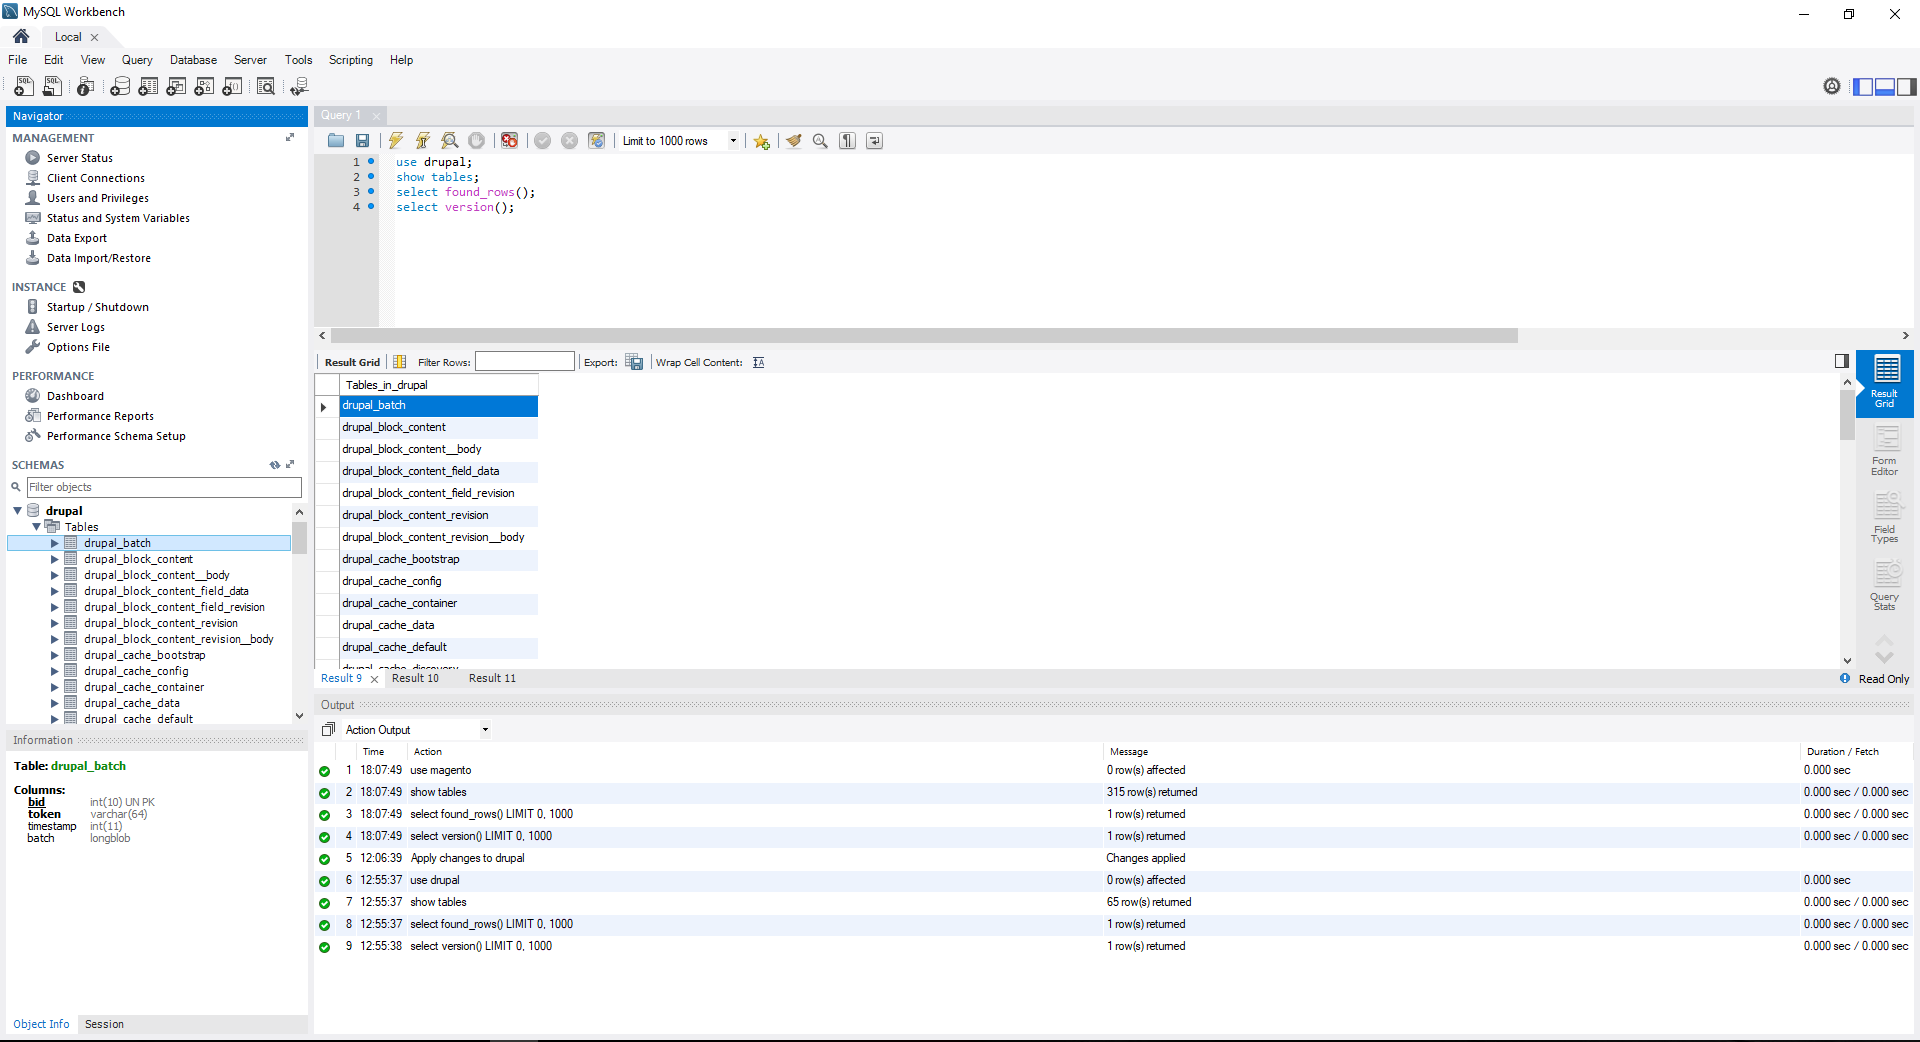 MySQL Workbench
Local
File Edit View Query Database Server Tools Scripting Help
Navigator
MANAGEMENT
Server Status
Client Connections
Users and Privileges
Status and System Variables
Data Export
Data Import/Restore
INSTANCE
Startup / Shutdown
Server Logs
Options File
PERFORMANCE
Dashboard
Performance Reports
Performance Schema Setup
SCHEMAS
Filter objects
drupal
Tables
drupal_batch
drupal_block_content
drupal_block_content__body
drupal_block_content_field_data
drupal_block_content_field_revision
drupal_block_content_revision
drupal_block_content_revision__body
drupal_cache_bootstrap
drupal_cache_config
drupal_cache_container
drupal_cache_data
drupal_cache_default
Information
Table: drupal_batch
Columns:
bid int(10) UN PK
token varchar(64)
timestamp int(11)
batch longblob
Object Info Session
Query 1
Limit to 1000 rows
1 use drupal;
2 show tables;
3 select found_rows();
4 select version();
Result Grid Filter Rows: Export: Wrap Cell Content:
Tables_in_drupal
drupal_batch
drupal_block_content
drupal_block_content__body
drupal_block_content_field_data
drupal_block_content_field_revision
drupal_block_content_revision
drupal_block_content_revision__body
drupal_cache_bootstrap
drupal_cache_config
drupal_cache_container
drupal_cache_data
drupal_cache_default
drupal_cache_discovery
Result
Grid
Form
Editor
Field
Types
Query
Stats
Result 9 Result 10 Result 11
Read Only
Output
Action Output
Time Action Message Duration / Fetch
1 18:07:49 use magento 0 row(s) affected 0.000 sec
2 18:07:49 show tables 315 row(s) returned 0.000 sec / 0.000 sec
3 18:07:49 select found_rows() LIMIT 0, 1000 1 row(s) returned 0.000 sec / 0.000 sec
4 18:07:49 select version() LIMIT 0, 1000 1 row(s) returned 0.000 sec / 0.000 sec
5 12:06:39 Apply changes to drupal Changes applied
6 12:55:37 use drupal 0 row(s) affected 0.000 sec
7 12:55:37 show tables 65 row(s) returned 0.000 sec / 0.000 sec
8 12:55:37 select found_rows() LIMIT 0, 1000 1 row(s) returned 0.000 sec / 0.000 sec
9 12:55:38 select version() LIMIT 0, 1000 1 row(s) returned 0.000 sec / 0.000 sec